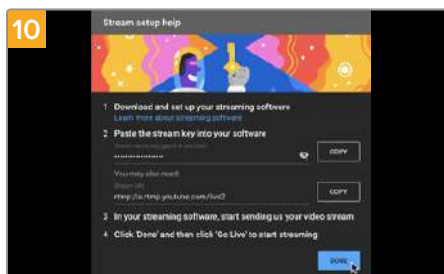 10
Stream setup help
1 Download and set up your streaming software
Learn more about streaming software
2 Paste the stream key into your software
COPY
You may also need:
Stream URL
rtmp://a.rtmp.youtube.com/live2
COPY
3 In your streaming software, start sending us your video stream
4 Click 'Done' and then click 'Go Live' to start streaming
DONE